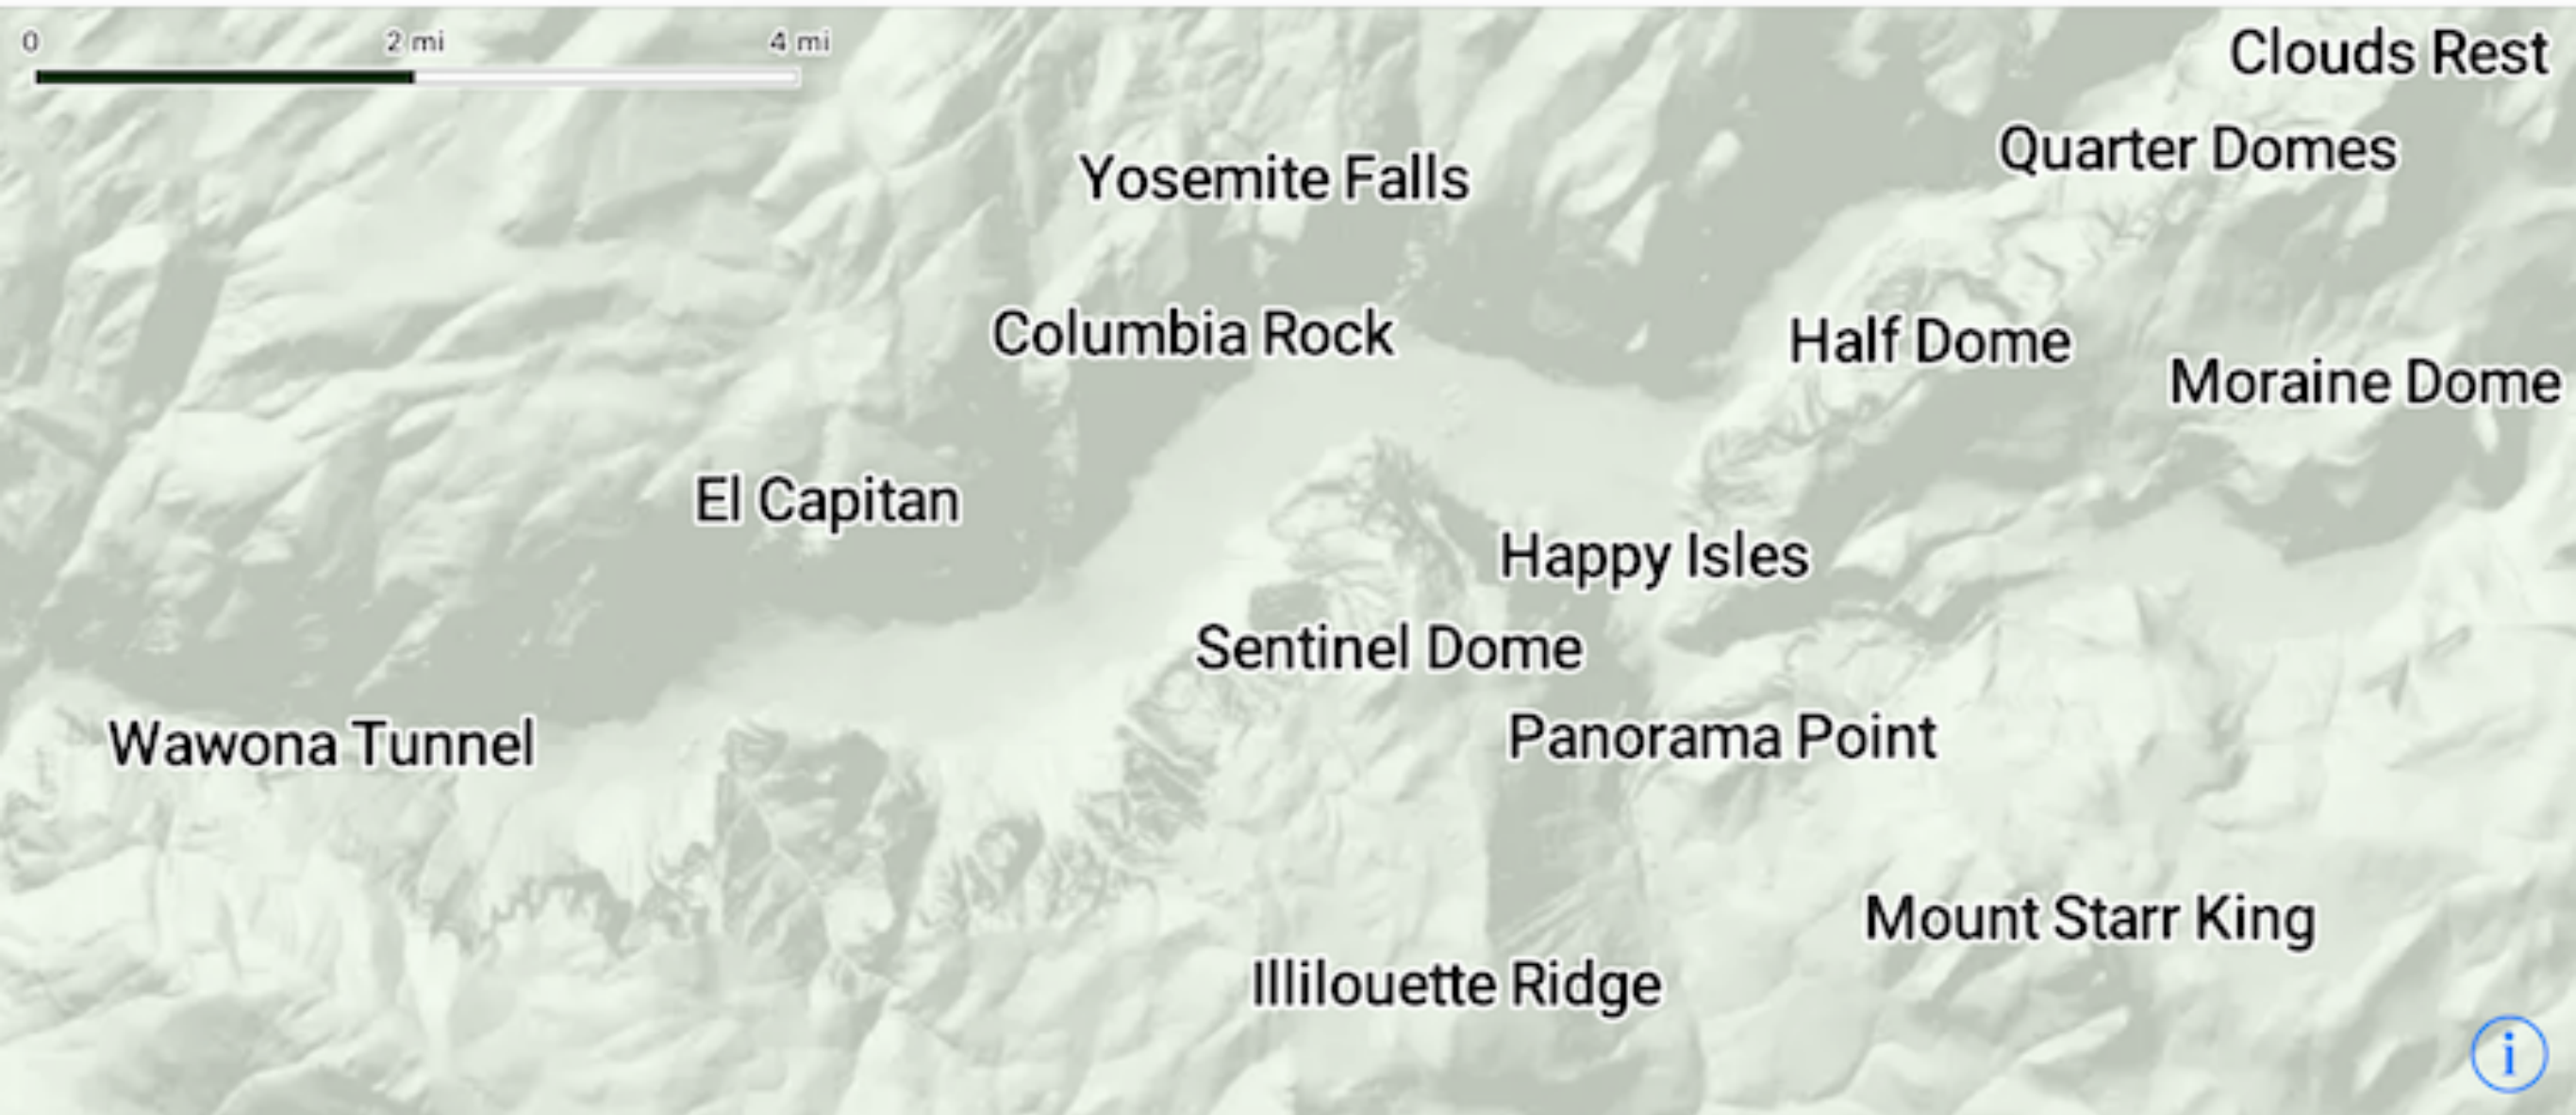 0 2 mi 4 mi
Clouds Rest
Quarter Domes
Yosemite Falls
Columbia Rock
Half Dome
Moraine Dome
El Capitan
Happy Isles
Sentinel Dome
Wawona Tunnel
Panorama Point
Mount Starr King
Illilouette Ridge
i